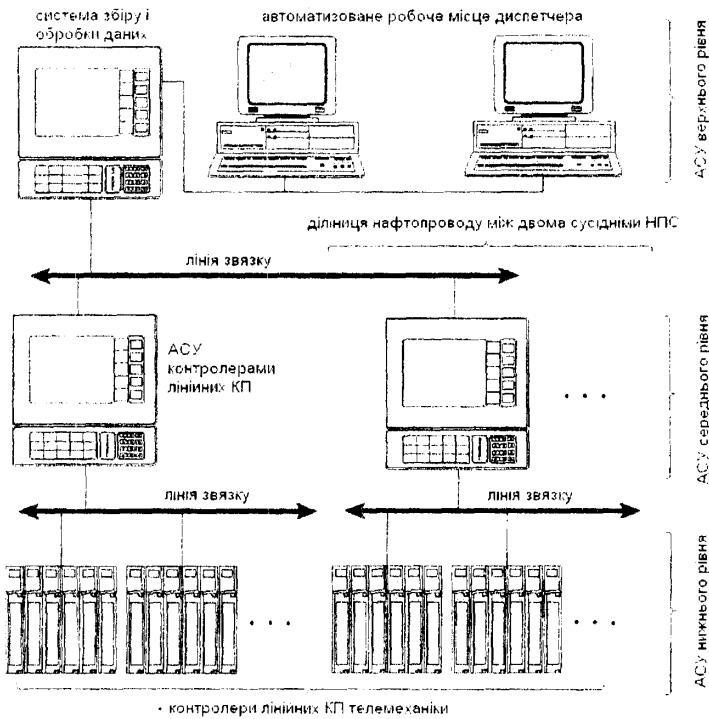 система збіру і
обробки даних
автоматизоване робоче місце диспетчера
АСУ верхнього рівня
ділниця нафтопроводу між двома сусідніми НПС
лінія звязку
АСУ
контролерами
лінійних КП
. . .
АСУ середнього рівня
лінія звязку
лінія звязку
. . .
. . .
АСУ нижнього рівня
- контролери лінійних КП телемеханіки